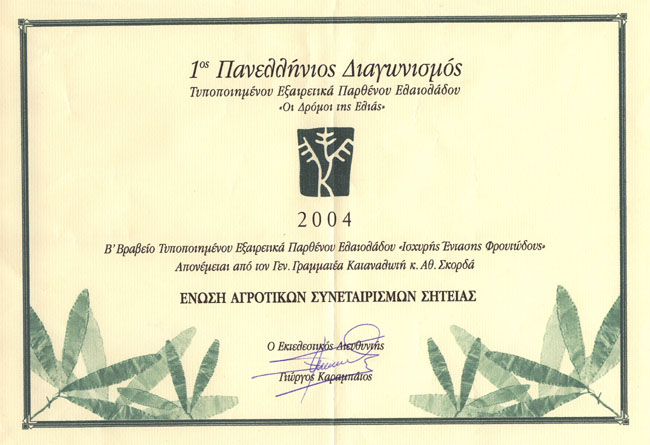 1ος Πανελλήνιος Διαγωνισμός
Τυποποιημένου Εξαιρετικά Παρθένου Ελαιολάδου
«Οι Δρόμοι της Ελιάς»
2004
Β' Βραβείο Τυποποιημένου Εξαιρετικά Παρθένου Ελαιολάδου «Ισχυρής Έντασης Φρουτώδους»
Απονέμεται από τον Γεν. Γραμματέα Καταναλωτή κ. Αθ. Σκορδά
ΕΝΩΣΗ ΑΓΡΟΤΙΚΩΝ ΣΥΝΕΤΑΙΡΙΣΜΩΝ ΣΗΤΕΙΑΣ
Ο Εκτελεστικός Διευθυντής
Γιώργος Καραμπάτος